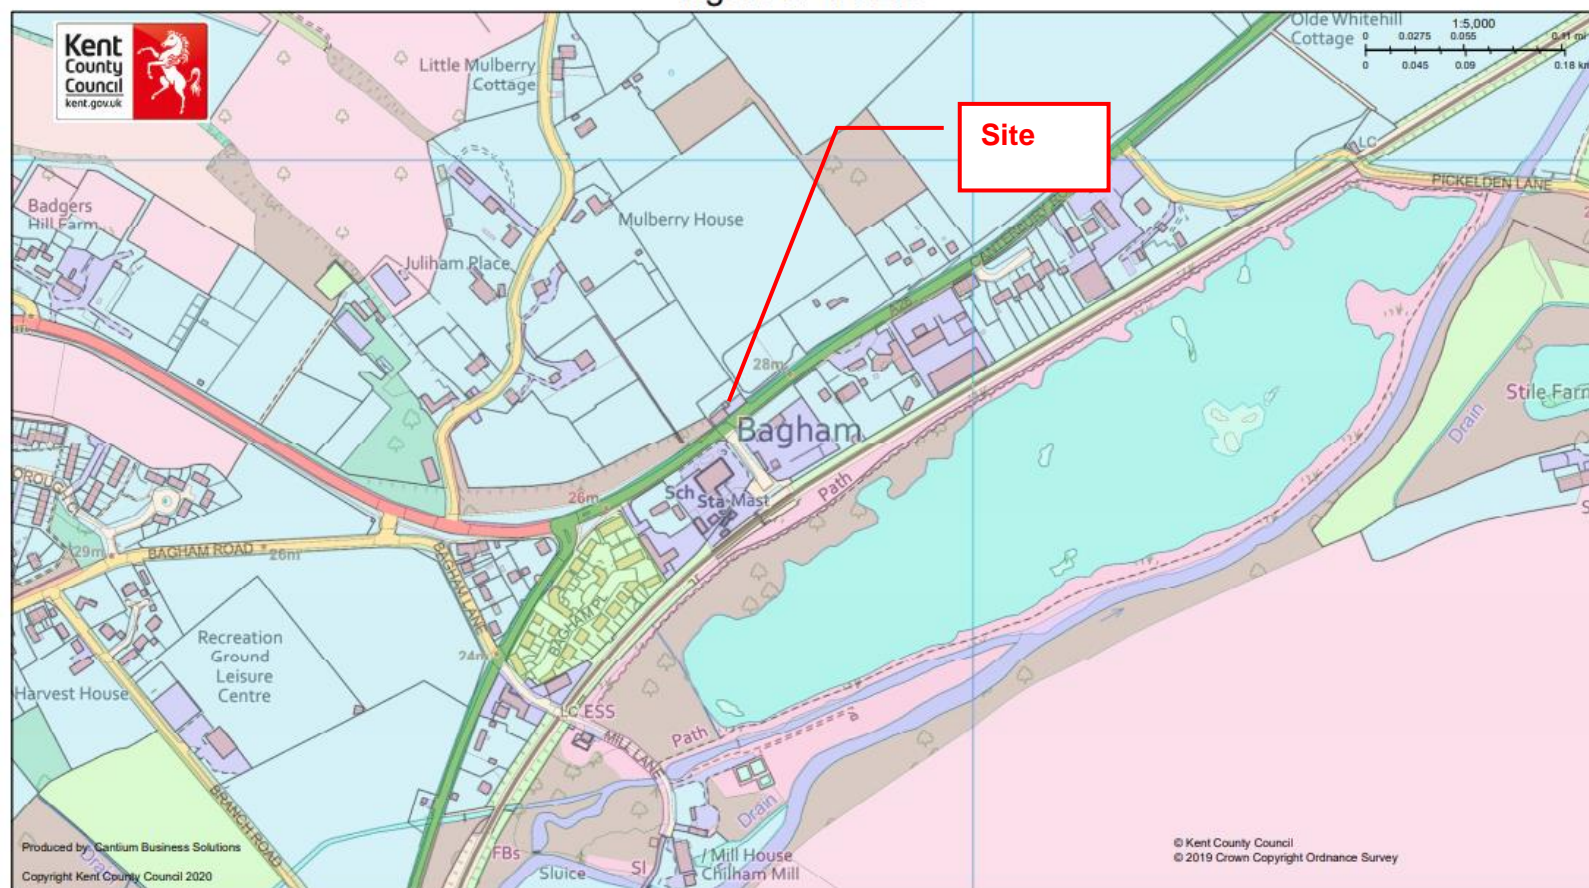 Kent
County
Council
kent.gov.uk
Little Mulberry
Cottage
Olde Whitehill
Cottage
1:5,000
0 0.0275 0.055 0.11 mi
0 0.045 0.09 0.18 km
Site
LC
PICKELDEN LANE
Badgers
Hill Farm
Mulberry House
Juliham Place
A28
28m
Stile Farm
Drain
Bagham
Sch
Sta
Mast
Path
26m
29m
BAGHAM ROAD
26m
BAGHAM LANE
BAGHAM PL
24m
Recreation
Ground
Leisure
Centre
Harvest House
LC
ESS
Path
MILL LANE
BRANCH ROAD
Drain
Drain
FBs
Sluice
Sl
Mill House
Chilham Mill
Produced by: Cantium Business Solutions
Copyright Kent County Council 2020
© Kent County Council
© 2019 Crown Copyright Ordnance Survey